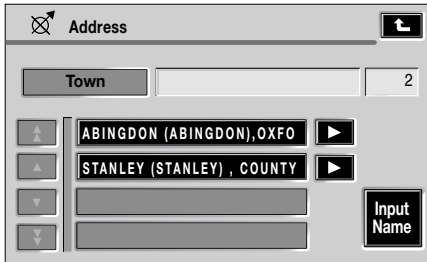 Address
Town 2
ABINGDON (ABINGDON),OXFO
STANLEY (STANLEY) , COUNTY
Input
Name